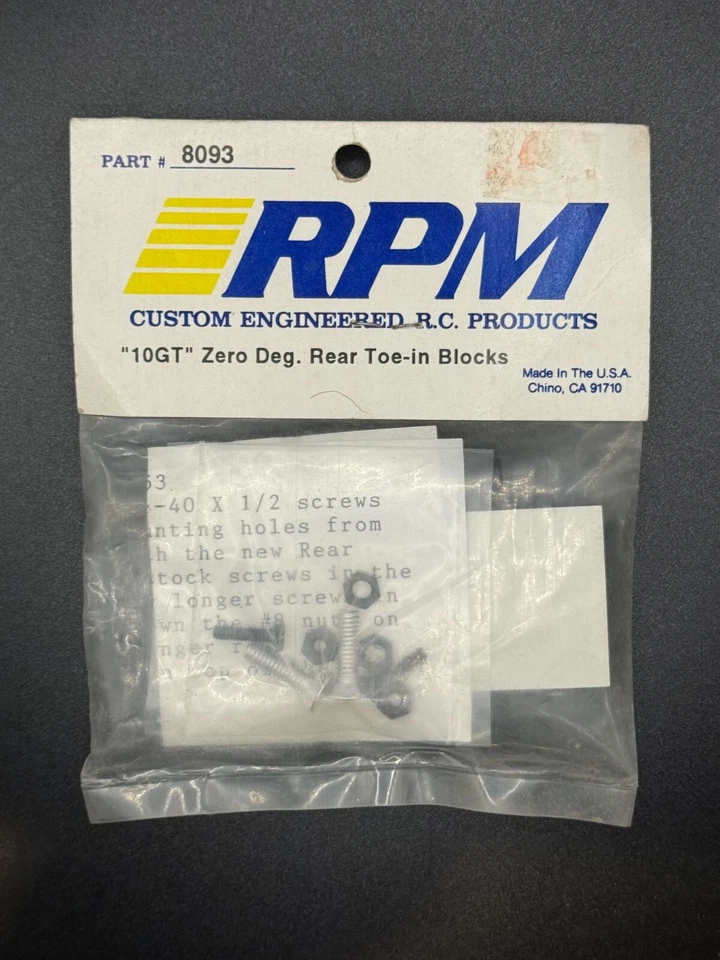 PART # 8093
RPM
CUSTOM ENGINEERED R.C. PRODUCTS
"10GT" Zero Deg. Rear Toe-in Blocks
Made In The U.S.A.
Chino, CA 91710
53.
-40 X 1/2 screws
nting holes from
h the new Rear
tock screws in the
longer screw
wn the #8 nut on
nger